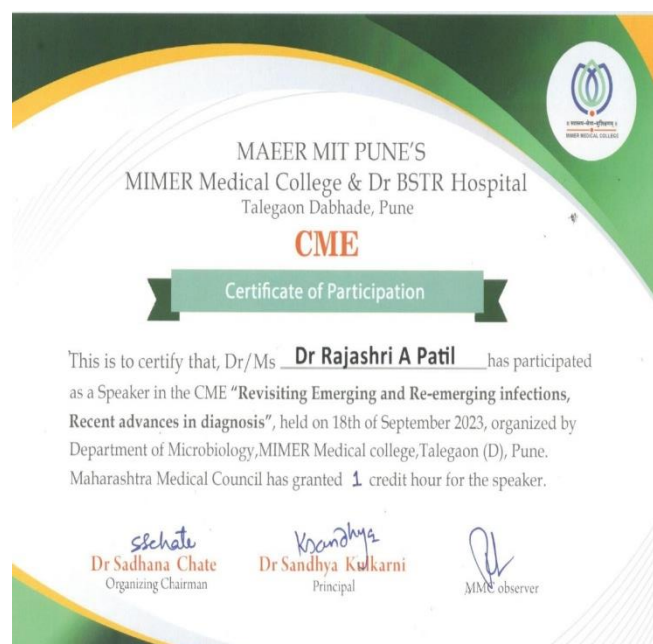 MIMER MEDICAL COLLEGE
MAEER MIT PUNE'S
MIMER Medical College & Dr BSTR Hospital
Talegaon Dabhade, Pune
CME
Certificate of Participation
This is to certify that, Dr/Ms Dr Rajashri A Patil has participated
as a Speaker in the CME “Revisiting Emerging and Re-emerging infections,
Recent advances in diagnosis”, held on 18th of September 2023, organized by
Department of Microbiology,MIMER Medical college,Talegaon (D), Pune.
Maharashtra Medical Council has granted 1 credit hour for the speaker.
sschate Ksandhya
Dr Sadhana Chate Dr Sandhya Kulkarni
Organizing Chairman Principal MMC observer